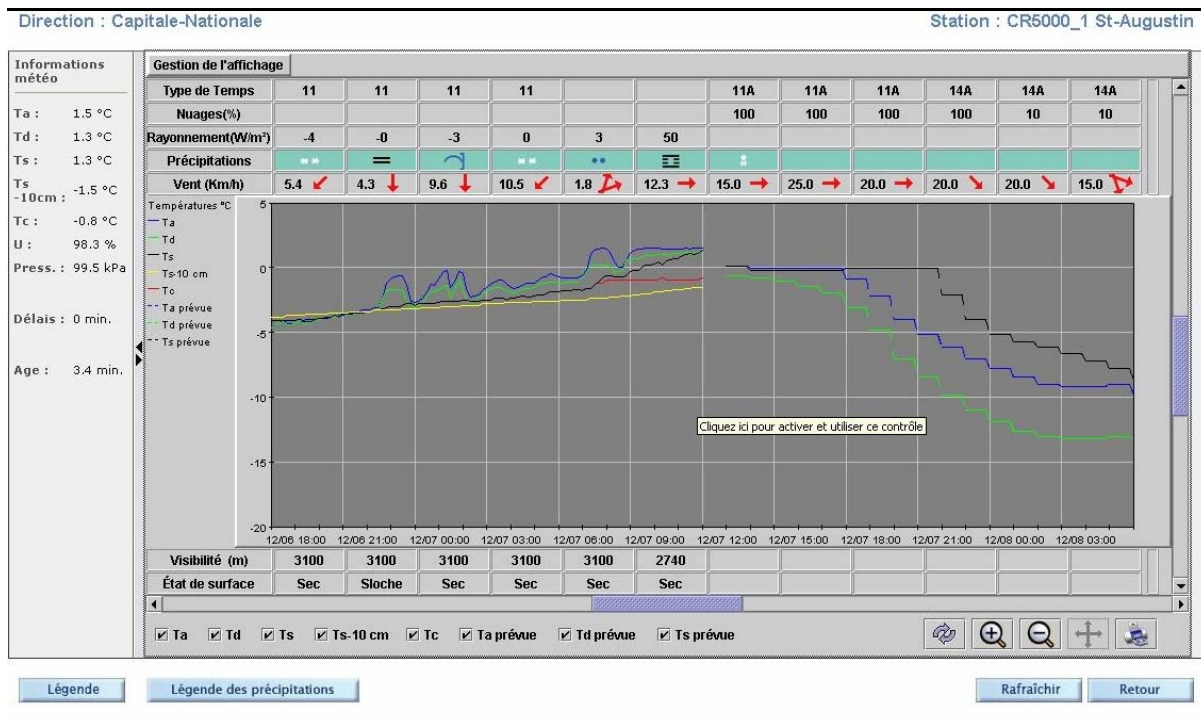 Direction : Capitale-Nationale Station : CR5000_1 St-Augustin
Informations météo
Ta : 1.5 °C
Td : 1.3 °C
Ts : 1.3 °C
Ts -10cm : -1.5 °C
Tc : -0.8 °C
U : 98.3 %
Press. : 99.5 kPa
Délais : 0 min.
Age : 3.4 min.
Gestion de l'affichage
Type de Temps 11 11 11 11 11A 11A 11A 14A 14A 14A
Nuages(%) 100 100 100 100 10 10
Rayonnement(W/m²) -4 -0 -3 0 3 50
Précipitations
Vent (Km/h) 5.4 4.3 9.6 10.5 1.8 12.3 15.0 25.0 20.0 20.0 20.0 15.0
Températures °C
Ta
Td
Ts
Ts-10 cm
Tc
Ta prévue
Td prévue
Ts prévue
5
0
-5
-10
-15
-20
Cliquez ici pour activer et utiliser ce contrôle
12/06 18:00 12/06 21:00 12/07 00:00 12/07 03:00 12/07 06:00 12/07 09:00 12/07 12:00 12/07 15:00 12/07 18:00 12/07 21:00 12/08 00:00 12/08 03:00
Visibilité (m) 3100 3100 3100 3100 3100 2740
État de surface Sec Sloche Sec Sec Sec Sec
Ta Td Ts Ts-10 cm Tc Ta prévue Td prévue Ts prévue
Légende Légende des précipitations Rafraîchir Retour